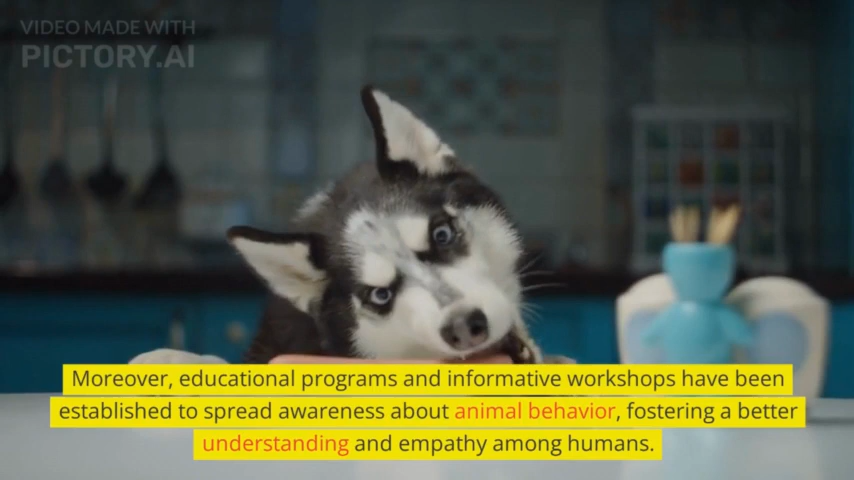 VIDEO MADE WITH
PICTORY.AI
Moreover, educational programs and informative workshops have been
established to spread awareness about animal behavior, fostering a better
understanding and empathy among humans.